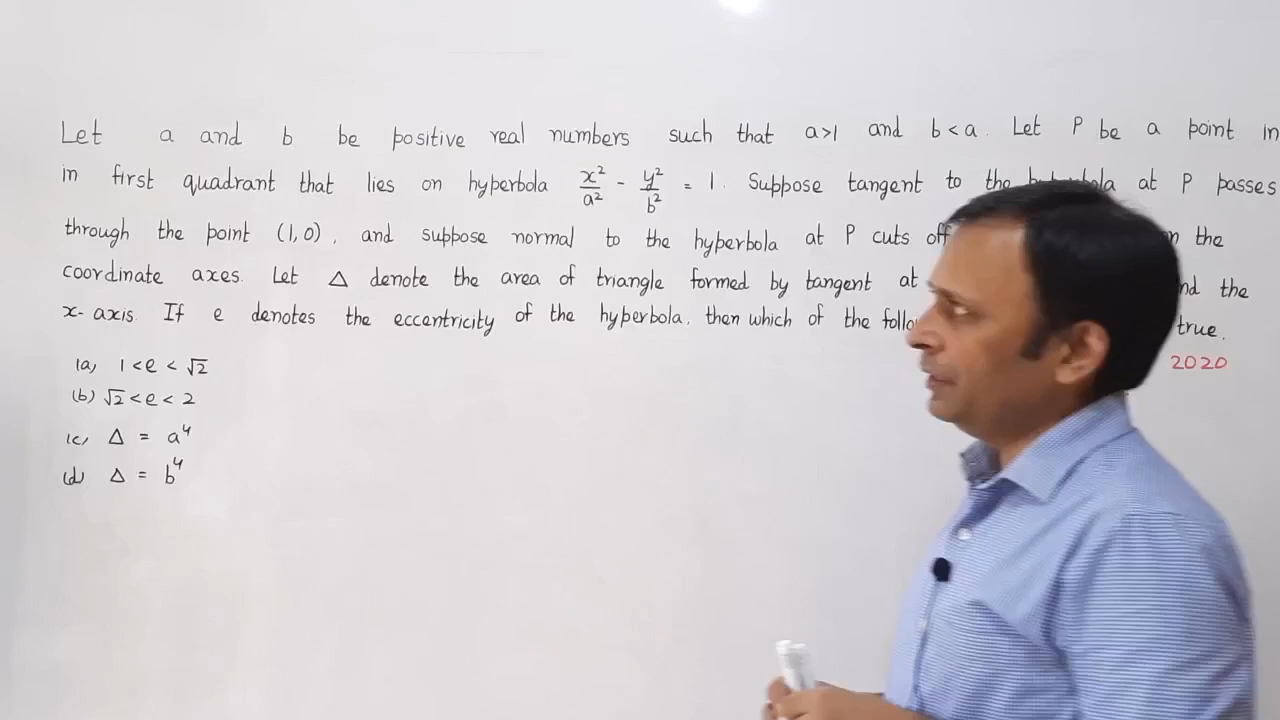 Let a and b be positive real numbers such that a>1 and b<a. Let P be a point in
in first quadrant that lies on hyperbola x²/a² - y²/b² = 1. Suppose tangent to the hyperbola at P passes
through the point (1,0), and suppose normal to the hyperbola at P cuts off the
coordinate axes. Let Δ denote the area of triangle formed by tangent at the
x-axis. If e denotes the eccentricity of the hyperbola, then which of the true.
(a) 1<e<√2
2020
(b) √2<e<2
(c) Δ = a⁴
(d) Δ = b⁴